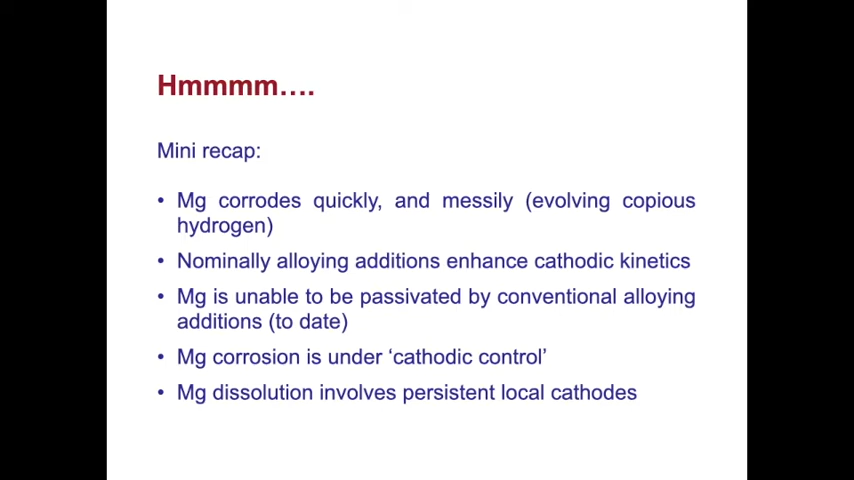 Hmmmm....
Mini recap:
• Mg corrodes quickly, and messily (evolving copious
hydrogen)
• Nominally alloying additions enhance cathodic kinetics
• Mg is unable to be passivated by conventional alloying
additions (to date)
• Mg corrosion is under ‘cathodic control’
• Mg dissolution involves persistent local cathodes